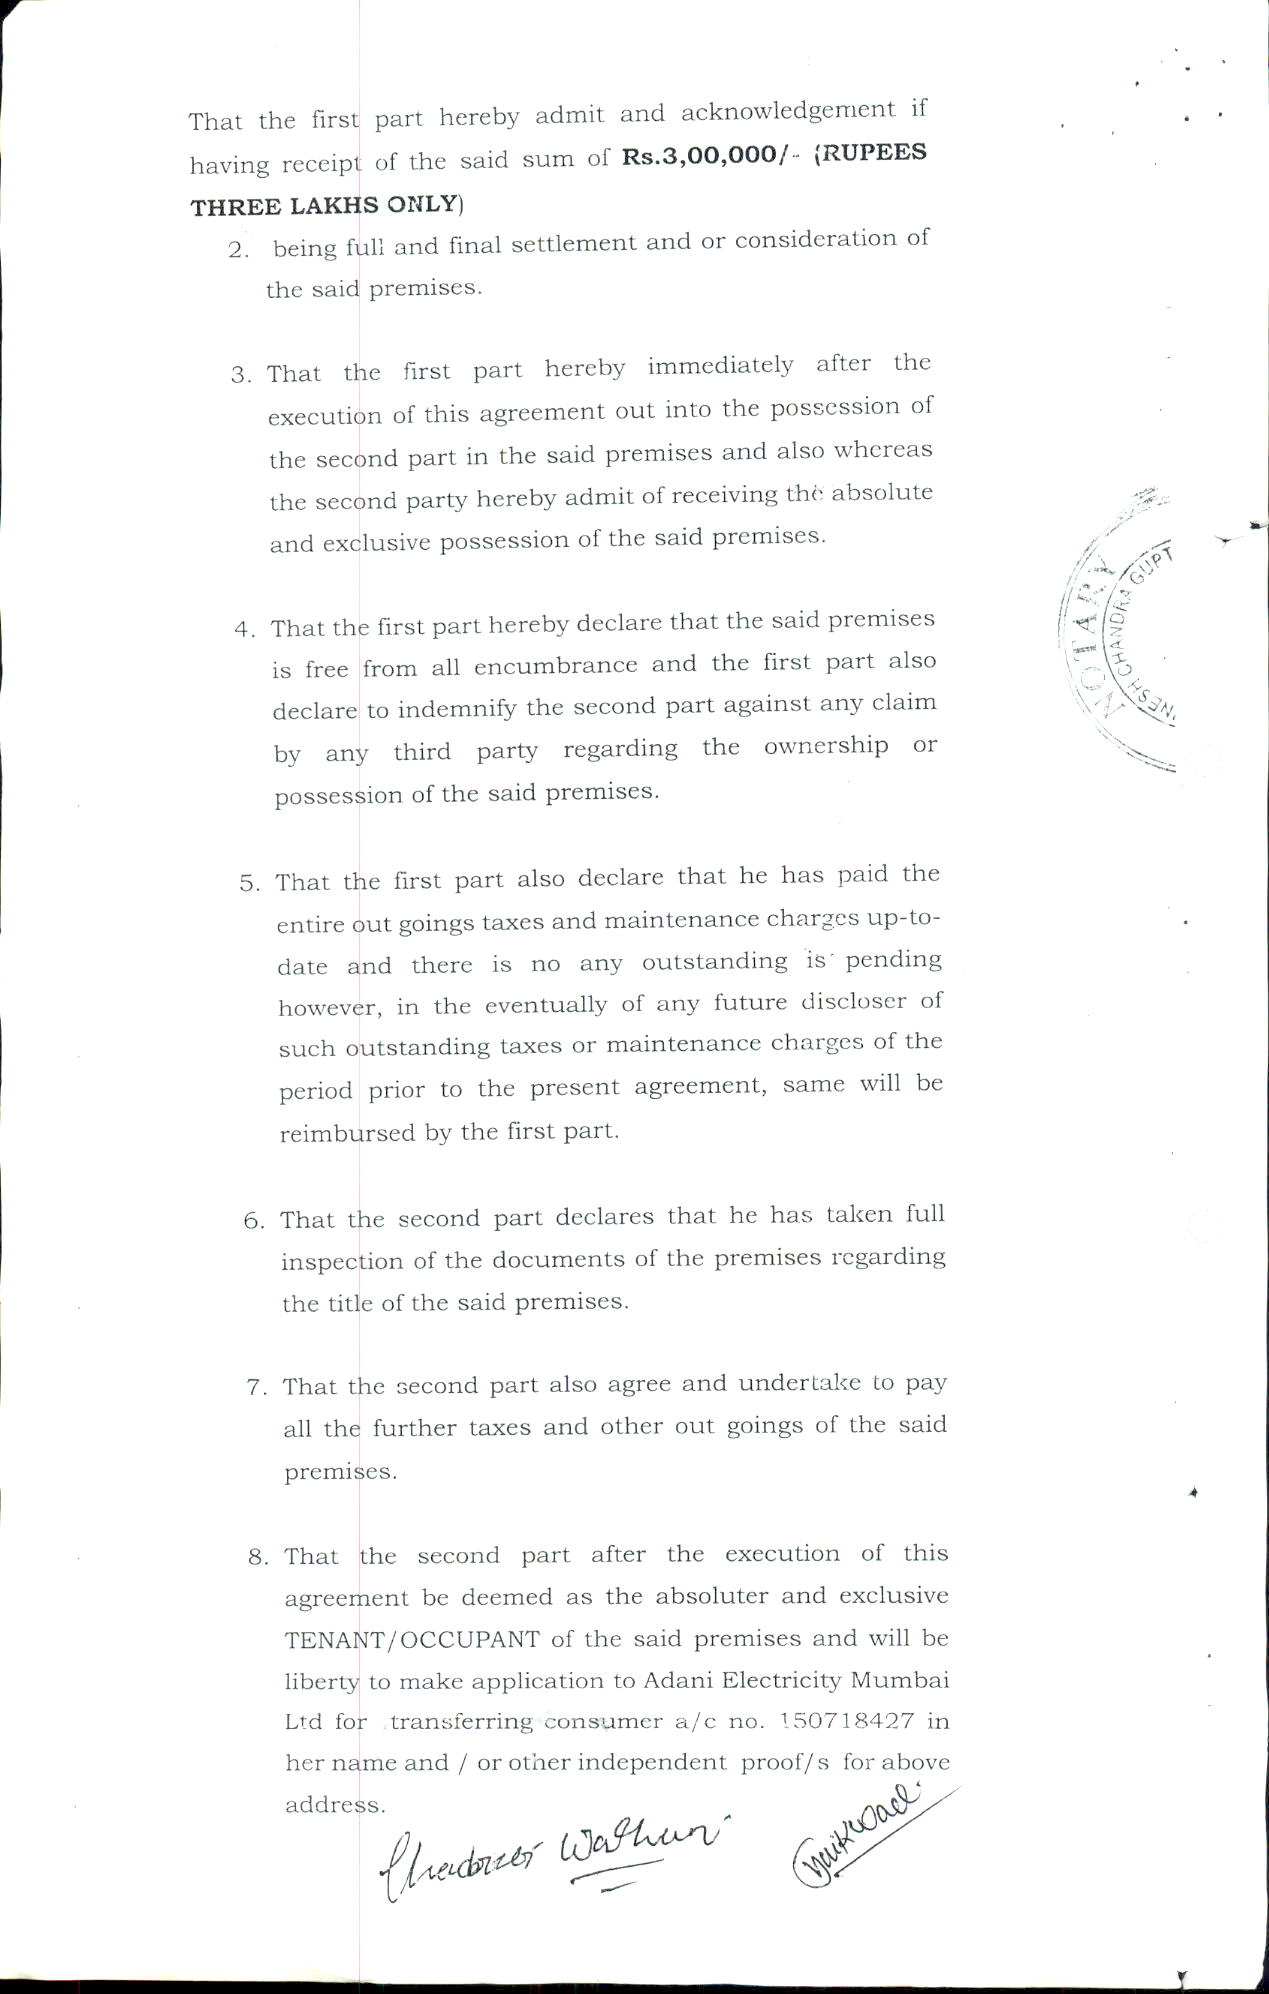 That the first part hereby admit and acknowledgement if
having receipt of the said sum of Rs.3,00,000/- (RUPEES
THREE LAKHS ONLY)
2. being full and final settlement and or consideration of
the said premises.
3. That the first part hereby immediately after the
execution of this agreement out into the possession of
the second part in the said premises and also whereas
the second party hereby admit of receiving the absolute
and exclusive possession of the said premises.
4. That the first part hereby declare that the said premises
is free from all encumbrance and the first part also
declare to indemnify the second part against any claim
by any third party regarding the ownership or
possession of the said premises.
5. That the first part also declare that he has paid the
entire out goings taxes and maintenance charges up-to-
date and there is no any outstanding is pending
however, in the eventually of any future discloser of
such outstanding taxes or maintenance charges of the
period prior to the present agreement, same will be
reimbursed by the first part.
6. That the second part declares that he has taken full
inspection of the documents of the premises regarding
the title of the said premises.
7. That the second part also agree and undertake to pay
all the further taxes and other out goings of the said
premises.
8. That the second part after the execution of this
agreement be deemed as the absoluter and exclusive
TENANT/OCCUPANT of the said premises and will be
liberty to make application to Adani Electricity Mumbai
Ltd for transferring consumer a/c no. 150718427 in
her name and / or other independent proof/s for above
address.
NOTARY
NESH CHANDRA GUPT